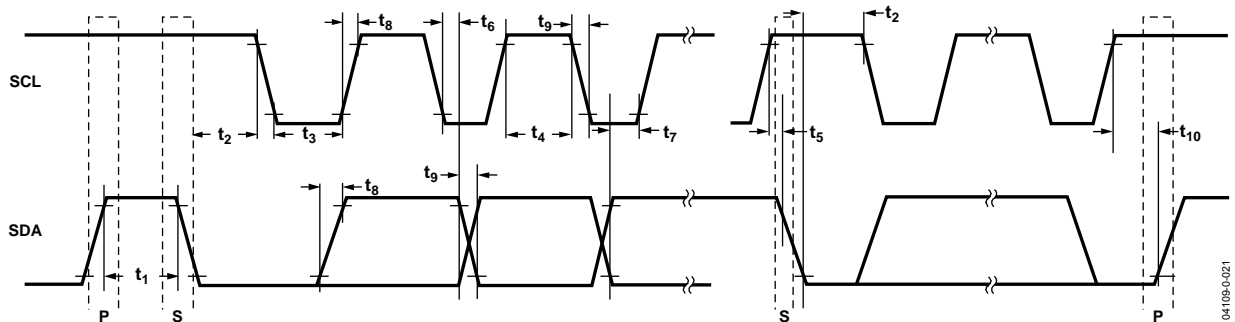 t8 t6 t9 t2
SCL
t2 t3 t4 t7 t5 t10
t8 t9
SDA
t1
P S S P
04109-0-021